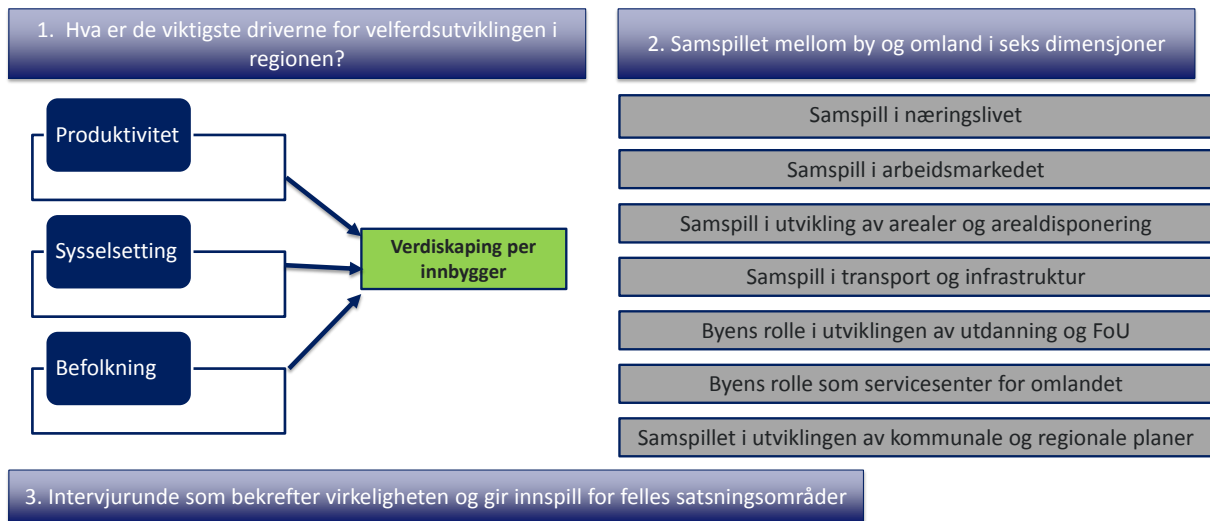 1. Hva er de viktigste driverne for velferdsutviklingen i
regionen?
Produktivitet
Sysselsetting
Befolkning
Verdiskaping per
innbygger
2. Samspillet mellom by og omland i seks dimensjoner
Samspill i næringslivet
Samspill i arbeidsmarkedet
Samspill i utvikling av arealer og arealdisponering
Samspill i transport og infrastruktur
Byens rolle i utviklingen av utdanning og FoU
Byens rolle som servicesenter for omlandet
Samspillet i utviklingen av kommunale og regionale planer
3. Intervjurunde som bekrefter virkeligheten og gir innspill for felles satsningsområder